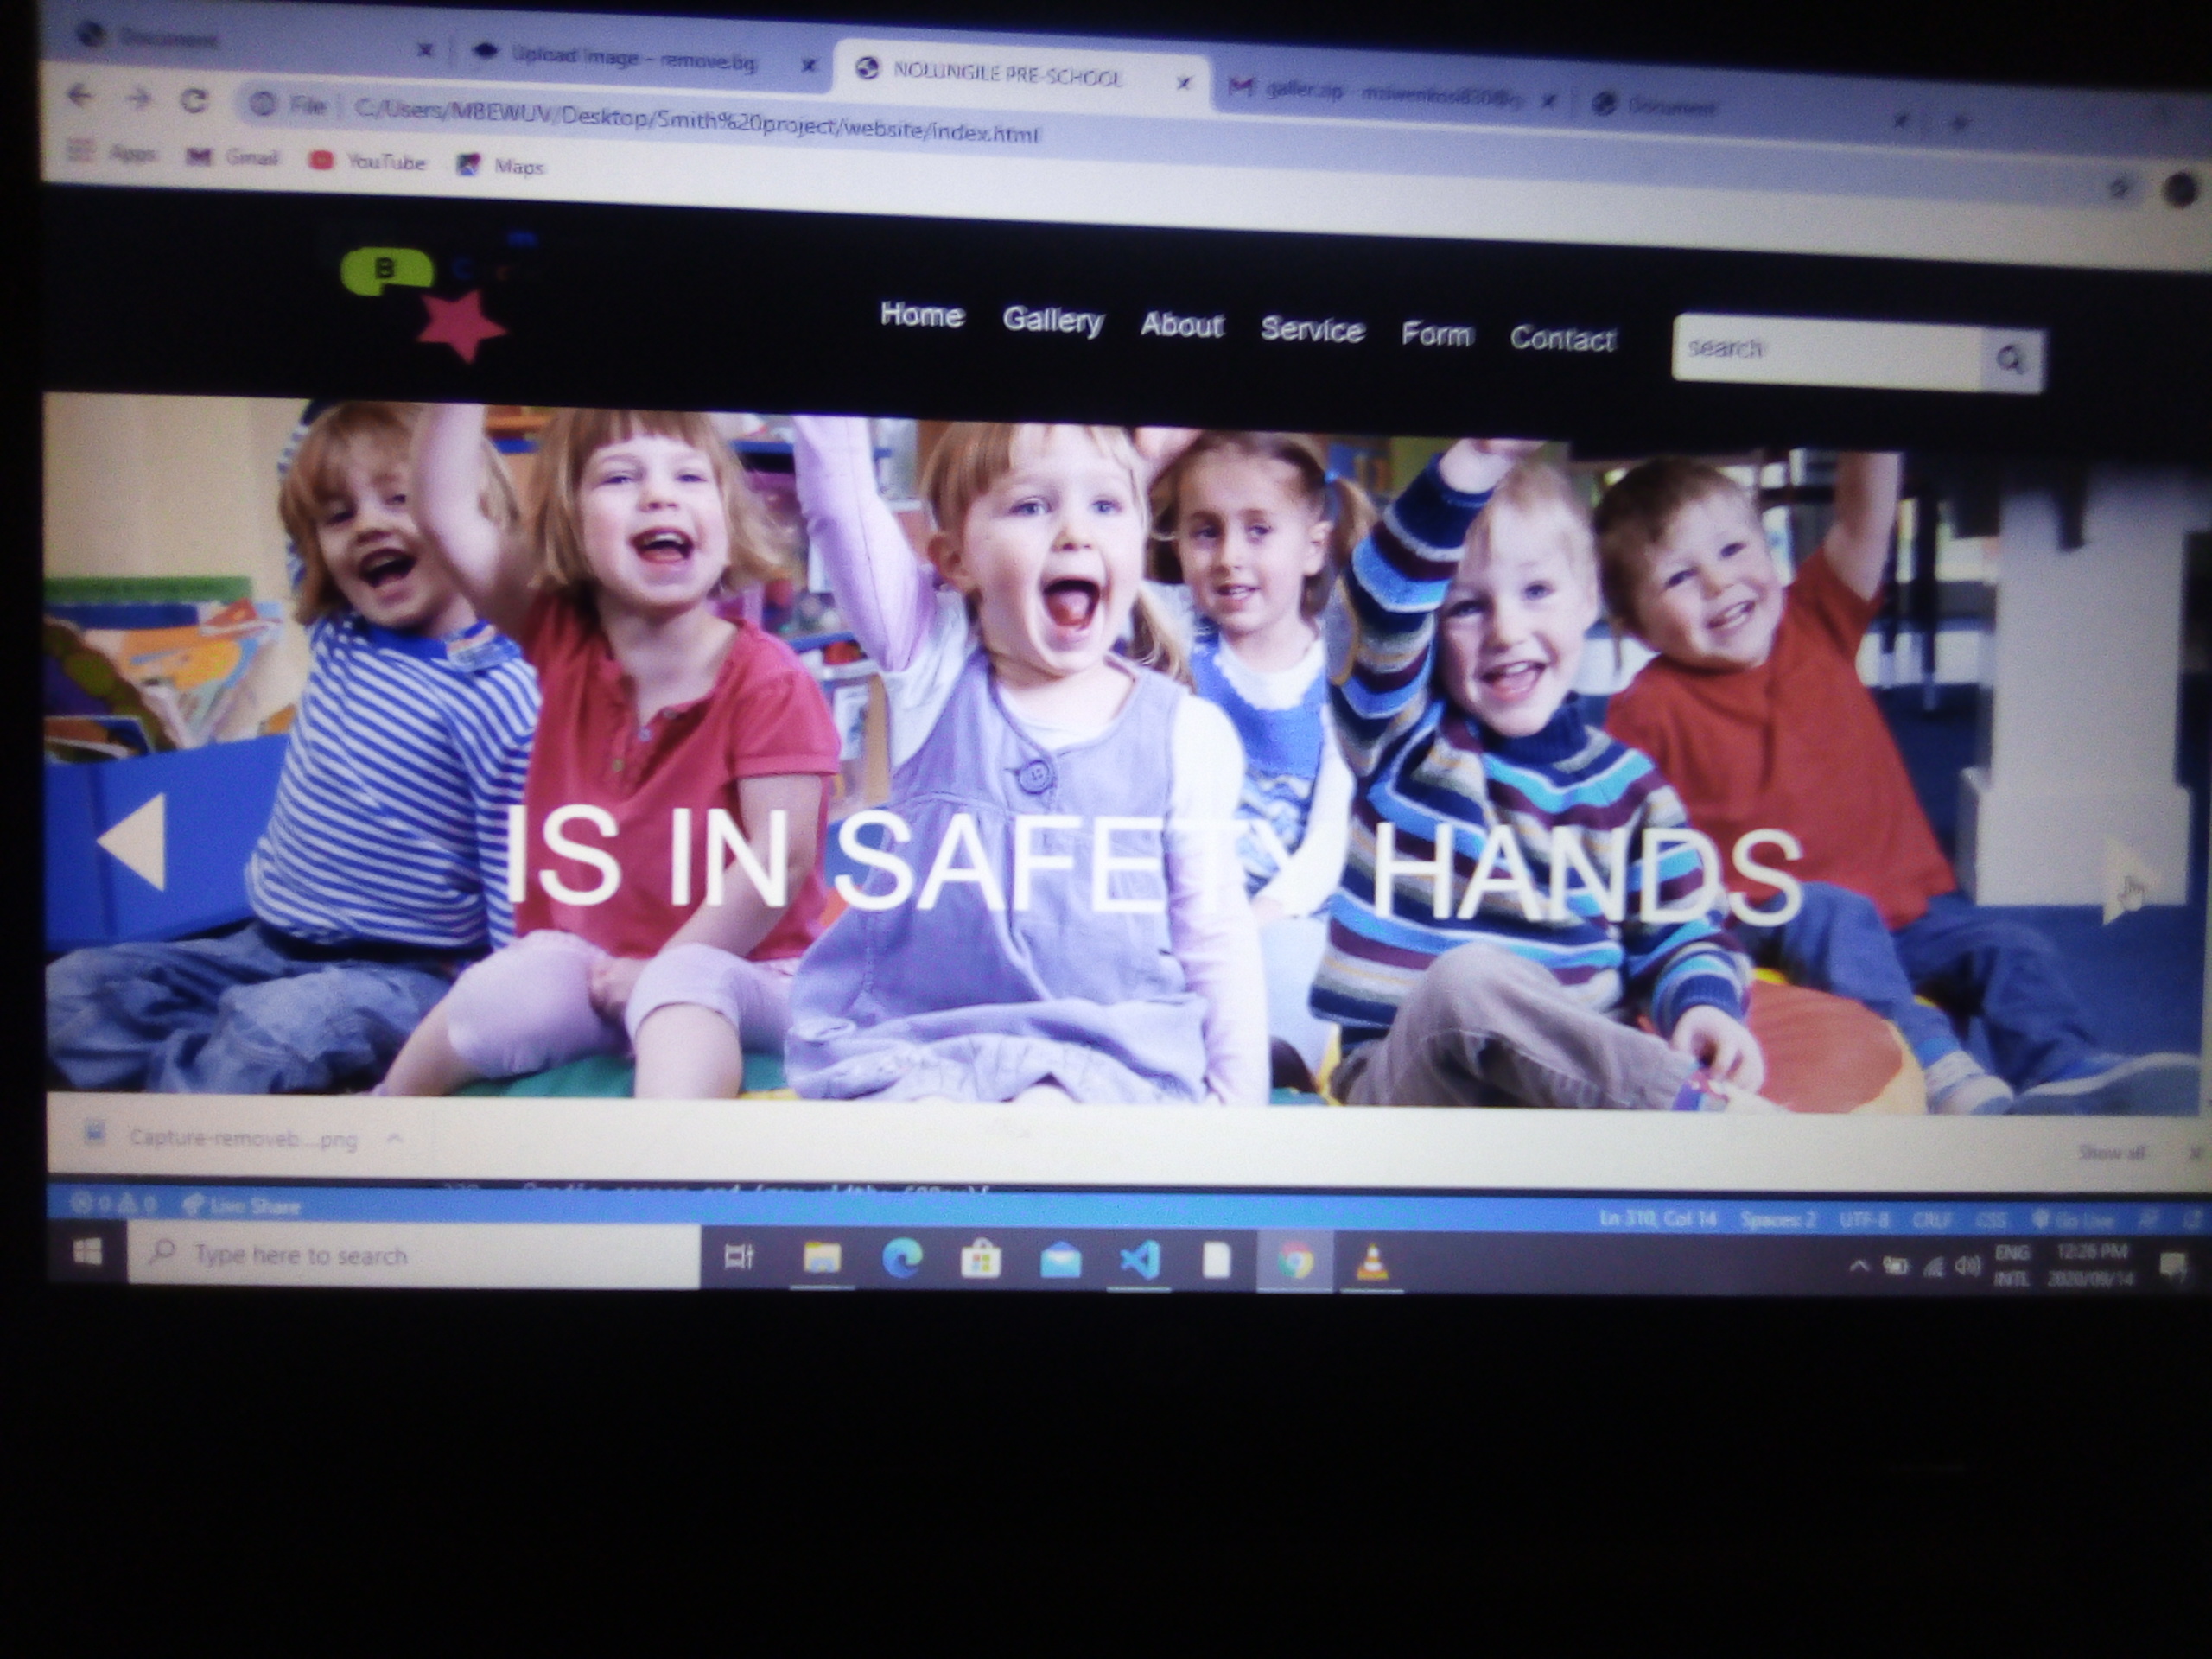 Document
Upload Image – remove.bg
NOLUNGILE PRE-SCHOOL
Document
File
C:/Users/MBEWUV/Desktop/Smith%20project/website/index.html
Apps
Gmail
YouTube
Maps
B
C
m
Home
Gallery
About
Service
Form
Contact
search
IS IN SAFETY HANDS
Capture-removeb....png
Show all
0
0
Live Share
Ln 310, Col 14
Spaces: 2
UTF-8
CRLF
CSS
Go Live
Type here to search
ENG
INTL
12:26 PM
2020/09/14